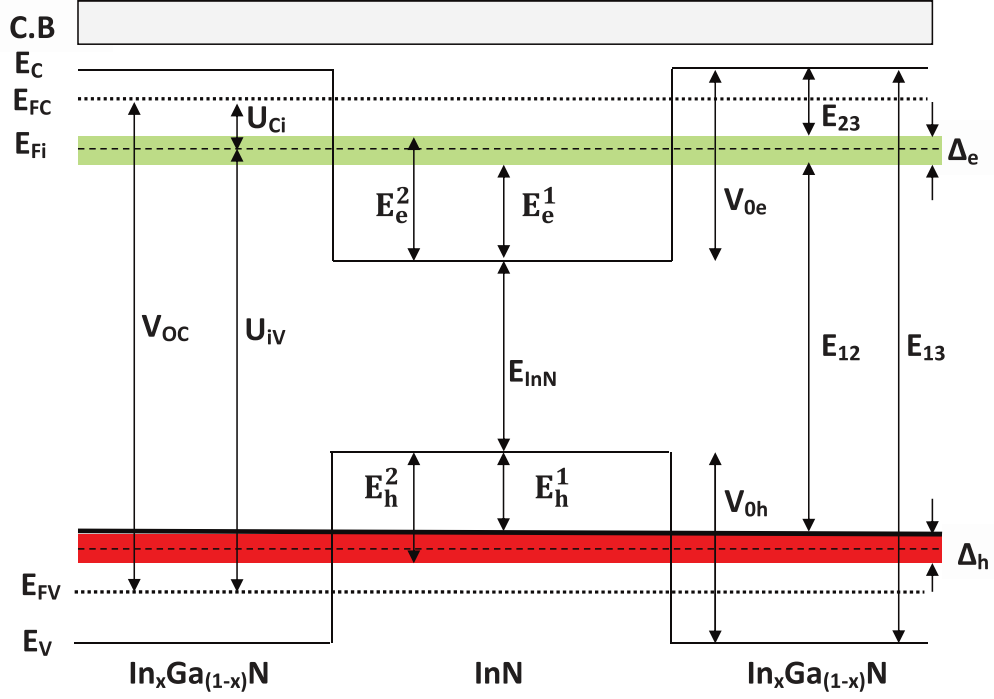 C.B
E_C
E_FC
U_Ci
E_23
E_Fi
Δ_e
E_e^2
E_e^1
V_0e
V_OC
U_iV
E_InN
E_12
E_13
E_h^2
E_h^1
V_0h
Δ_h
E_FV
E_V
In_xGa_(1-x)N
InN
In_xGa_(1-x)N